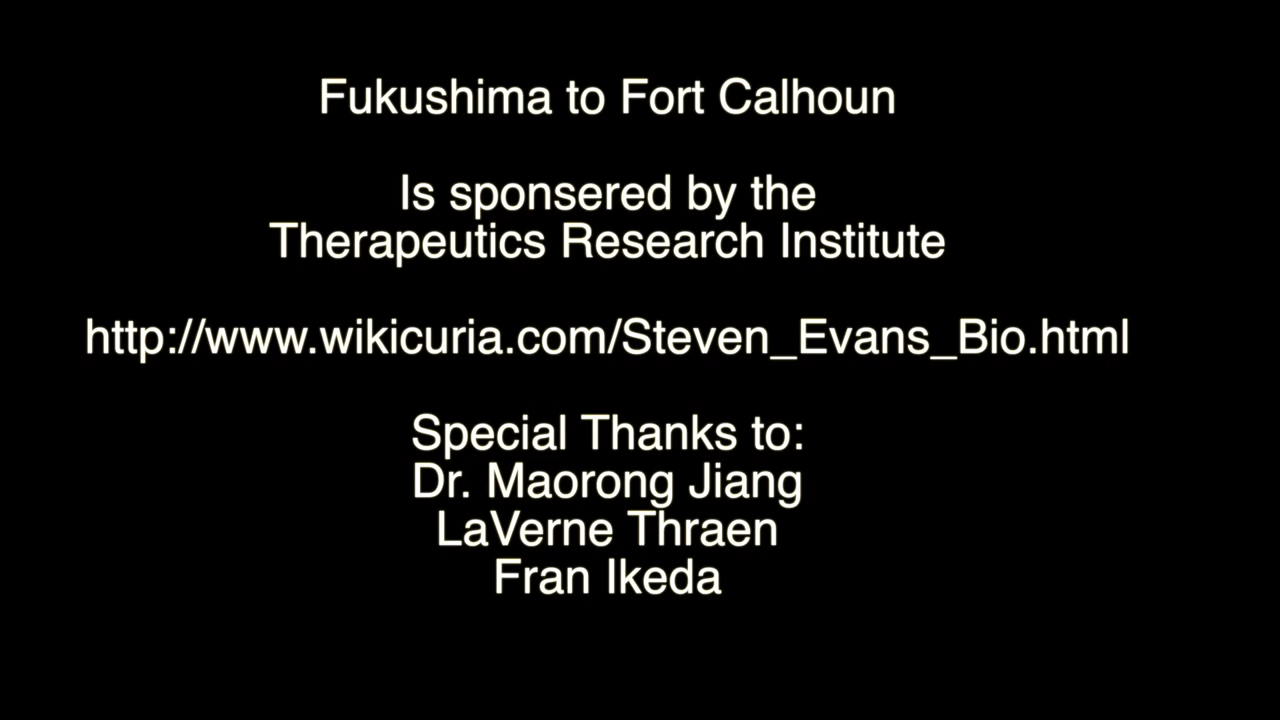 Fukushima to Fort Calhoun
Is sponsered by the
Therapeutics Research Institute
http://www.wikicuria.com/Steven_Evans_Bio.html
Special Thanks to:
Dr. Maorong Jiang
LaVerne Thraen
Fran Ikeda